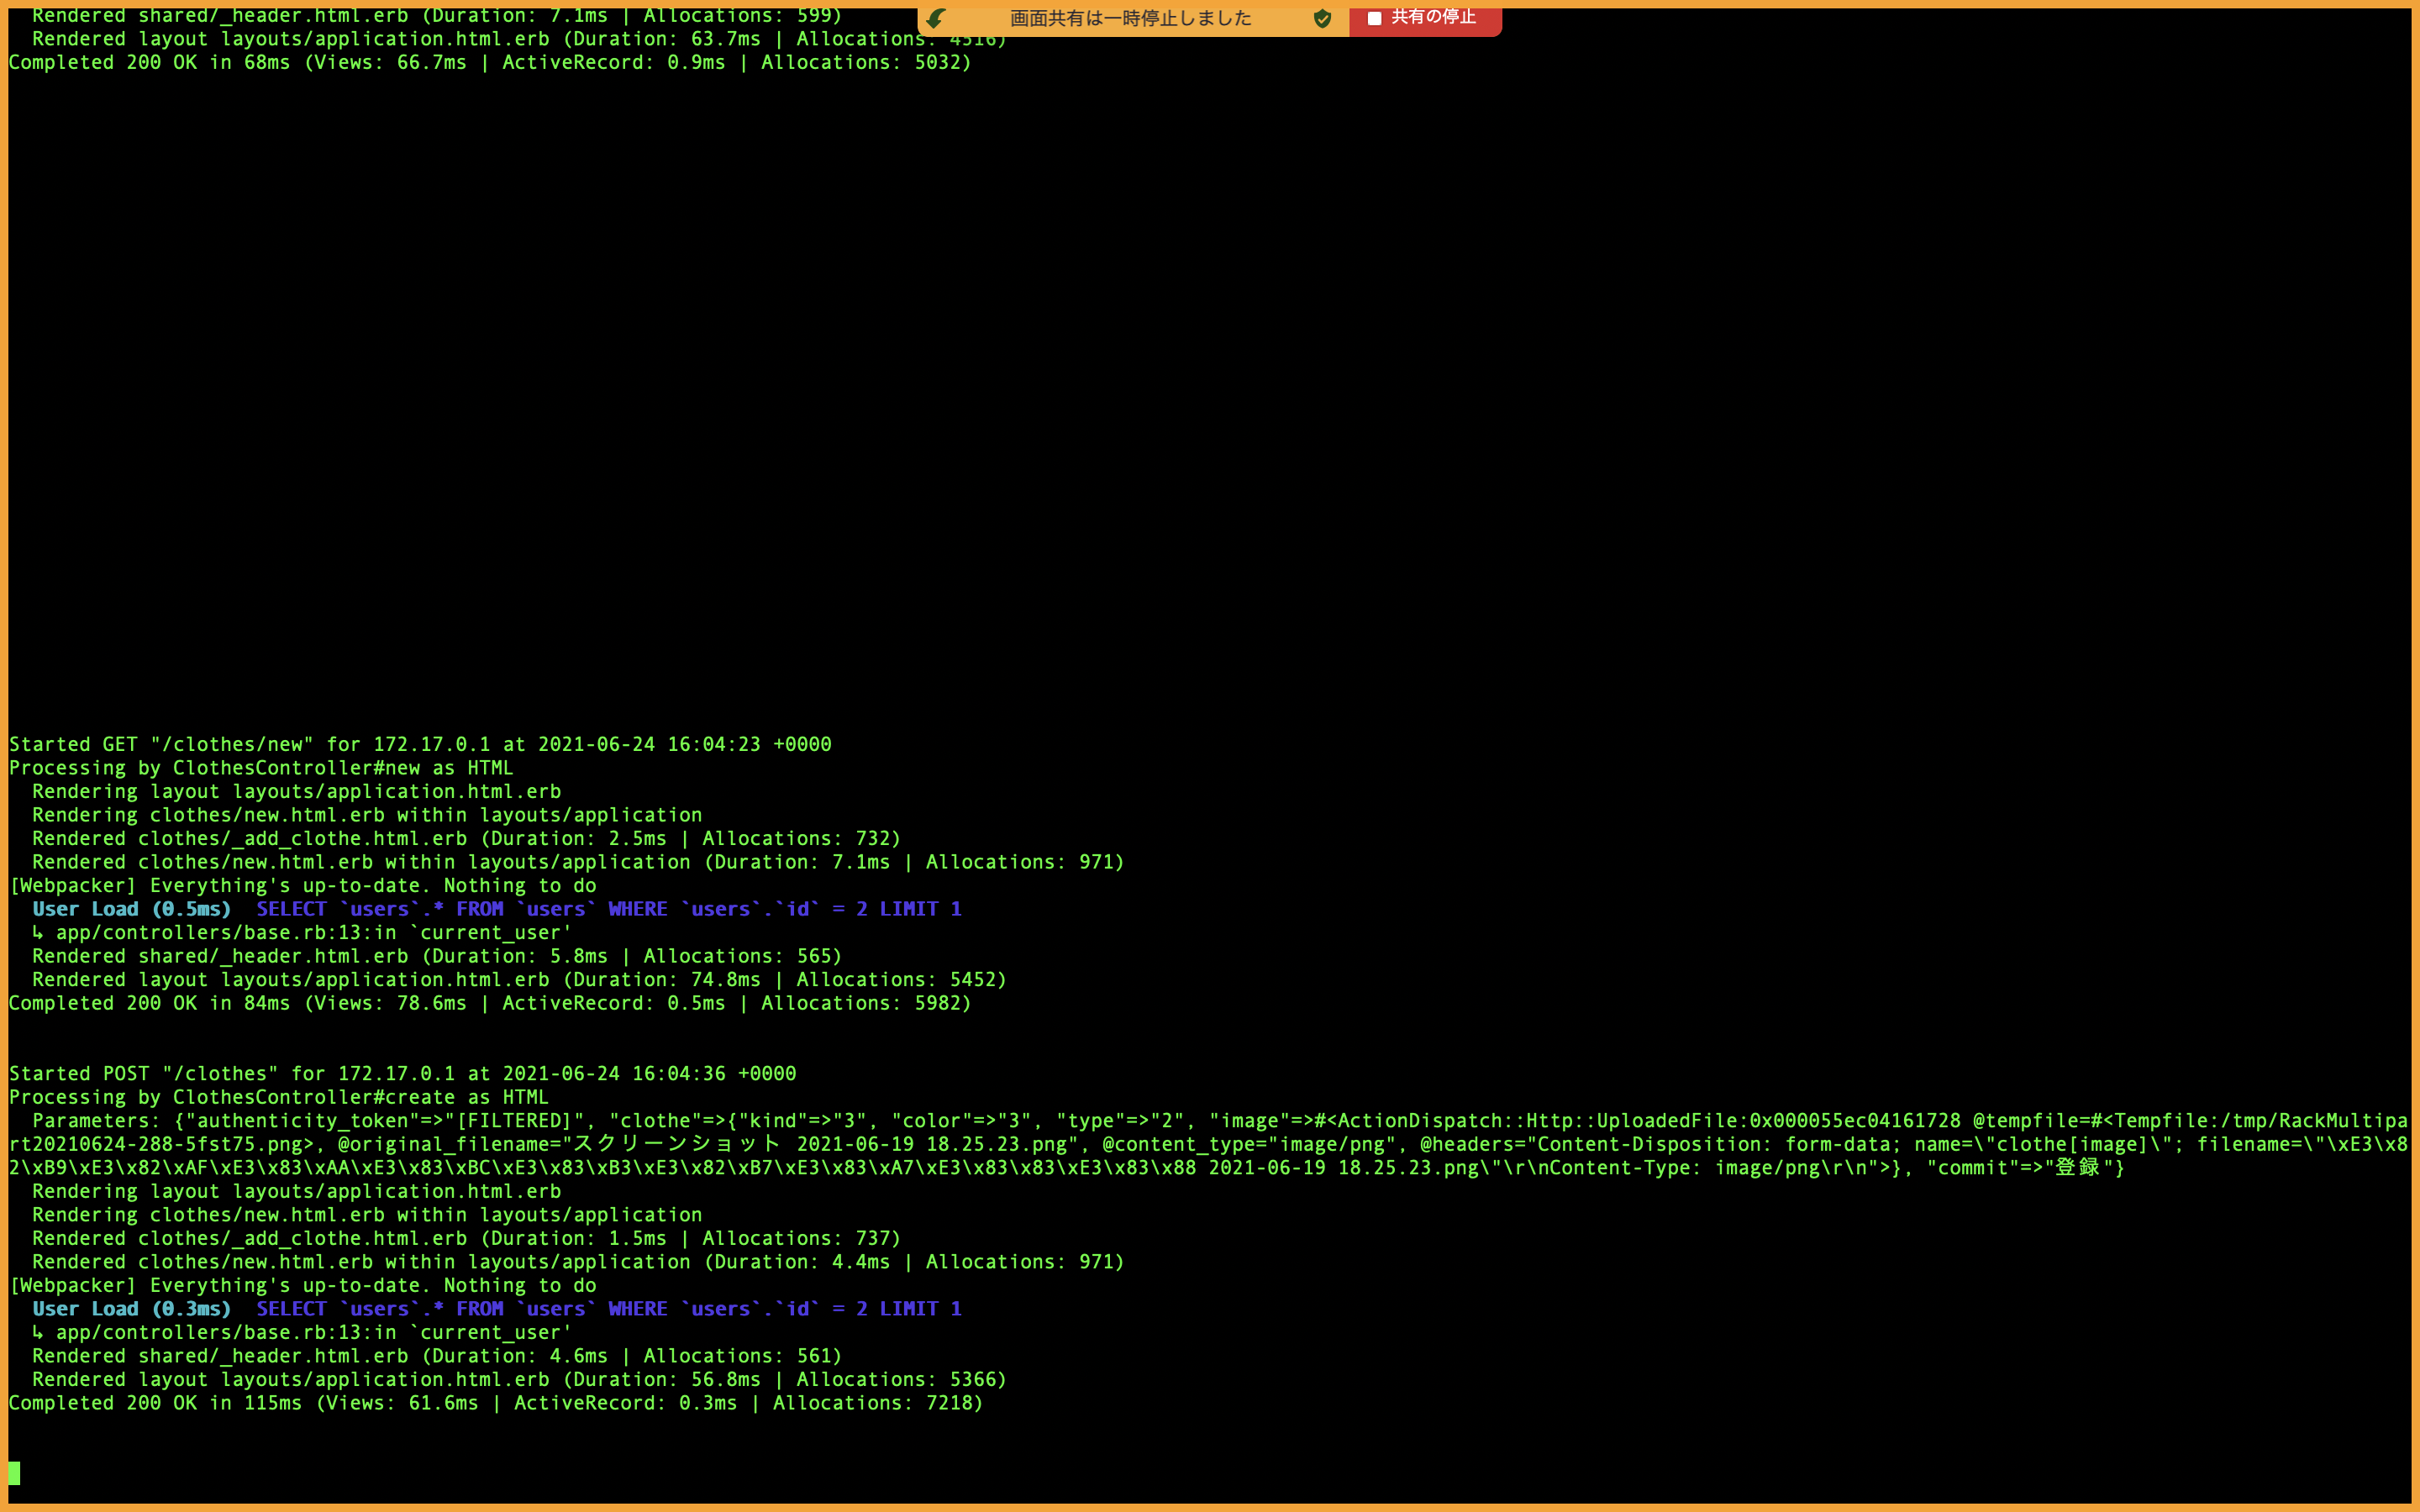 Rendered shared/_header.html.erb (Duration: 7.1ms | Allocations: 599)
画面共有は一時停止しました
共有の停止
Rendered layout layouts/application.html.erb (Duration: 63.7ms | Allocations: 4516)
Completed 200 OK in 68ms (Views: 66.7ms | ActiveRecord: 0.9ms | Allocations: 5032)
Started GET "/clothes/new" for 172.17.0.1 at 2021-06-24 16:04:23 +0000
Processing by ClothesController#new as HTML
Rendering layout layouts/application.html.erb
Rendering clothes/new.html.erb within layouts/application
Rendered clothes/_add_clothe.html.erb (Duration: 2.5ms | Allocations: 732)
Rendered clothes/new.html.erb within layouts/application (Duration: 7.1ms | Allocations: 971)
[Webpacker] Everything's up-to-date. Nothing to do
User Load (0.5ms)  SELECT `users`.* FROM `users` WHERE `users`.`id` = 2 LIMIT 1
↳ app/controllers/base.rb:13:in `current_user'
Rendered shared/_header.html.erb (Duration: 5.8ms | Allocations: 565)
Rendered layout layouts/application.html.erb (Duration: 74.8ms | Allocations: 5452)
Completed 200 OK in 84ms (Views: 78.6ms | ActiveRecord: 0.5ms | Allocations: 5982)
Started POST "/clothes" for 172.17.0.1 at 2021-06-24 16:04:36 +0000
Processing by ClothesController#create as HTML
Parameters: {"authenticity_token"=>"[FILTERED]", "clothe"=>{"kind"=>"3", "color"=>"3", "type"=>"2", "image"=>#<ActionDispatch::Http::UploadedFile:0x000055ec04161728 @tempfile=#<Tempfile:/tmp/RackMultipa
rt20210624-288-5fst75.png>, @original_filename="スクリーンショット 2021-06-19 18.25.23.png", @content_type="image/png", @headers="Content-Disposition: form-data; name=\"clothe[image]\"; filename=\"\xE3\x8
2\xB9\xE3\x82\xAF\xE3\x83\xAA\xE3\x83\xBC\xE3\x83\xB3\xE3\x82\xB7\xE3\x83\xA7\xE3\x83\x83\xE3\x83\x88 2021-06-19 18.25.23.png\"\r\nContent-Type: image/png\r\n">}, "commit"=>"登録"}
Rendering layout layouts/application.html.erb
Rendering clothes/new.html.erb within layouts/application
Rendered clothes/_add_clothe.html.erb (Duration: 1.5ms | Allocations: 737)
Rendered clothes/new.html.erb within layouts/application (Duration: 4.4ms | Allocations: 971)
[Webpacker] Everything's up-to-date. Nothing to do
User Load (0.3ms)  SELECT `users`.* FROM `users` WHERE `users`.`id` = 2 LIMIT 1
↳ app/controllers/base.rb:13:in `current_user'
Rendered shared/_header.html.erb (Duration: 4.6ms | Allocations: 561)
Rendered layout layouts/application.html.erb (Duration: 56.8ms | Allocations: 5366)
Completed 200 OK in 115ms (Views: 61.6ms | ActiveRecord: 0.3ms | Allocations: 7218)